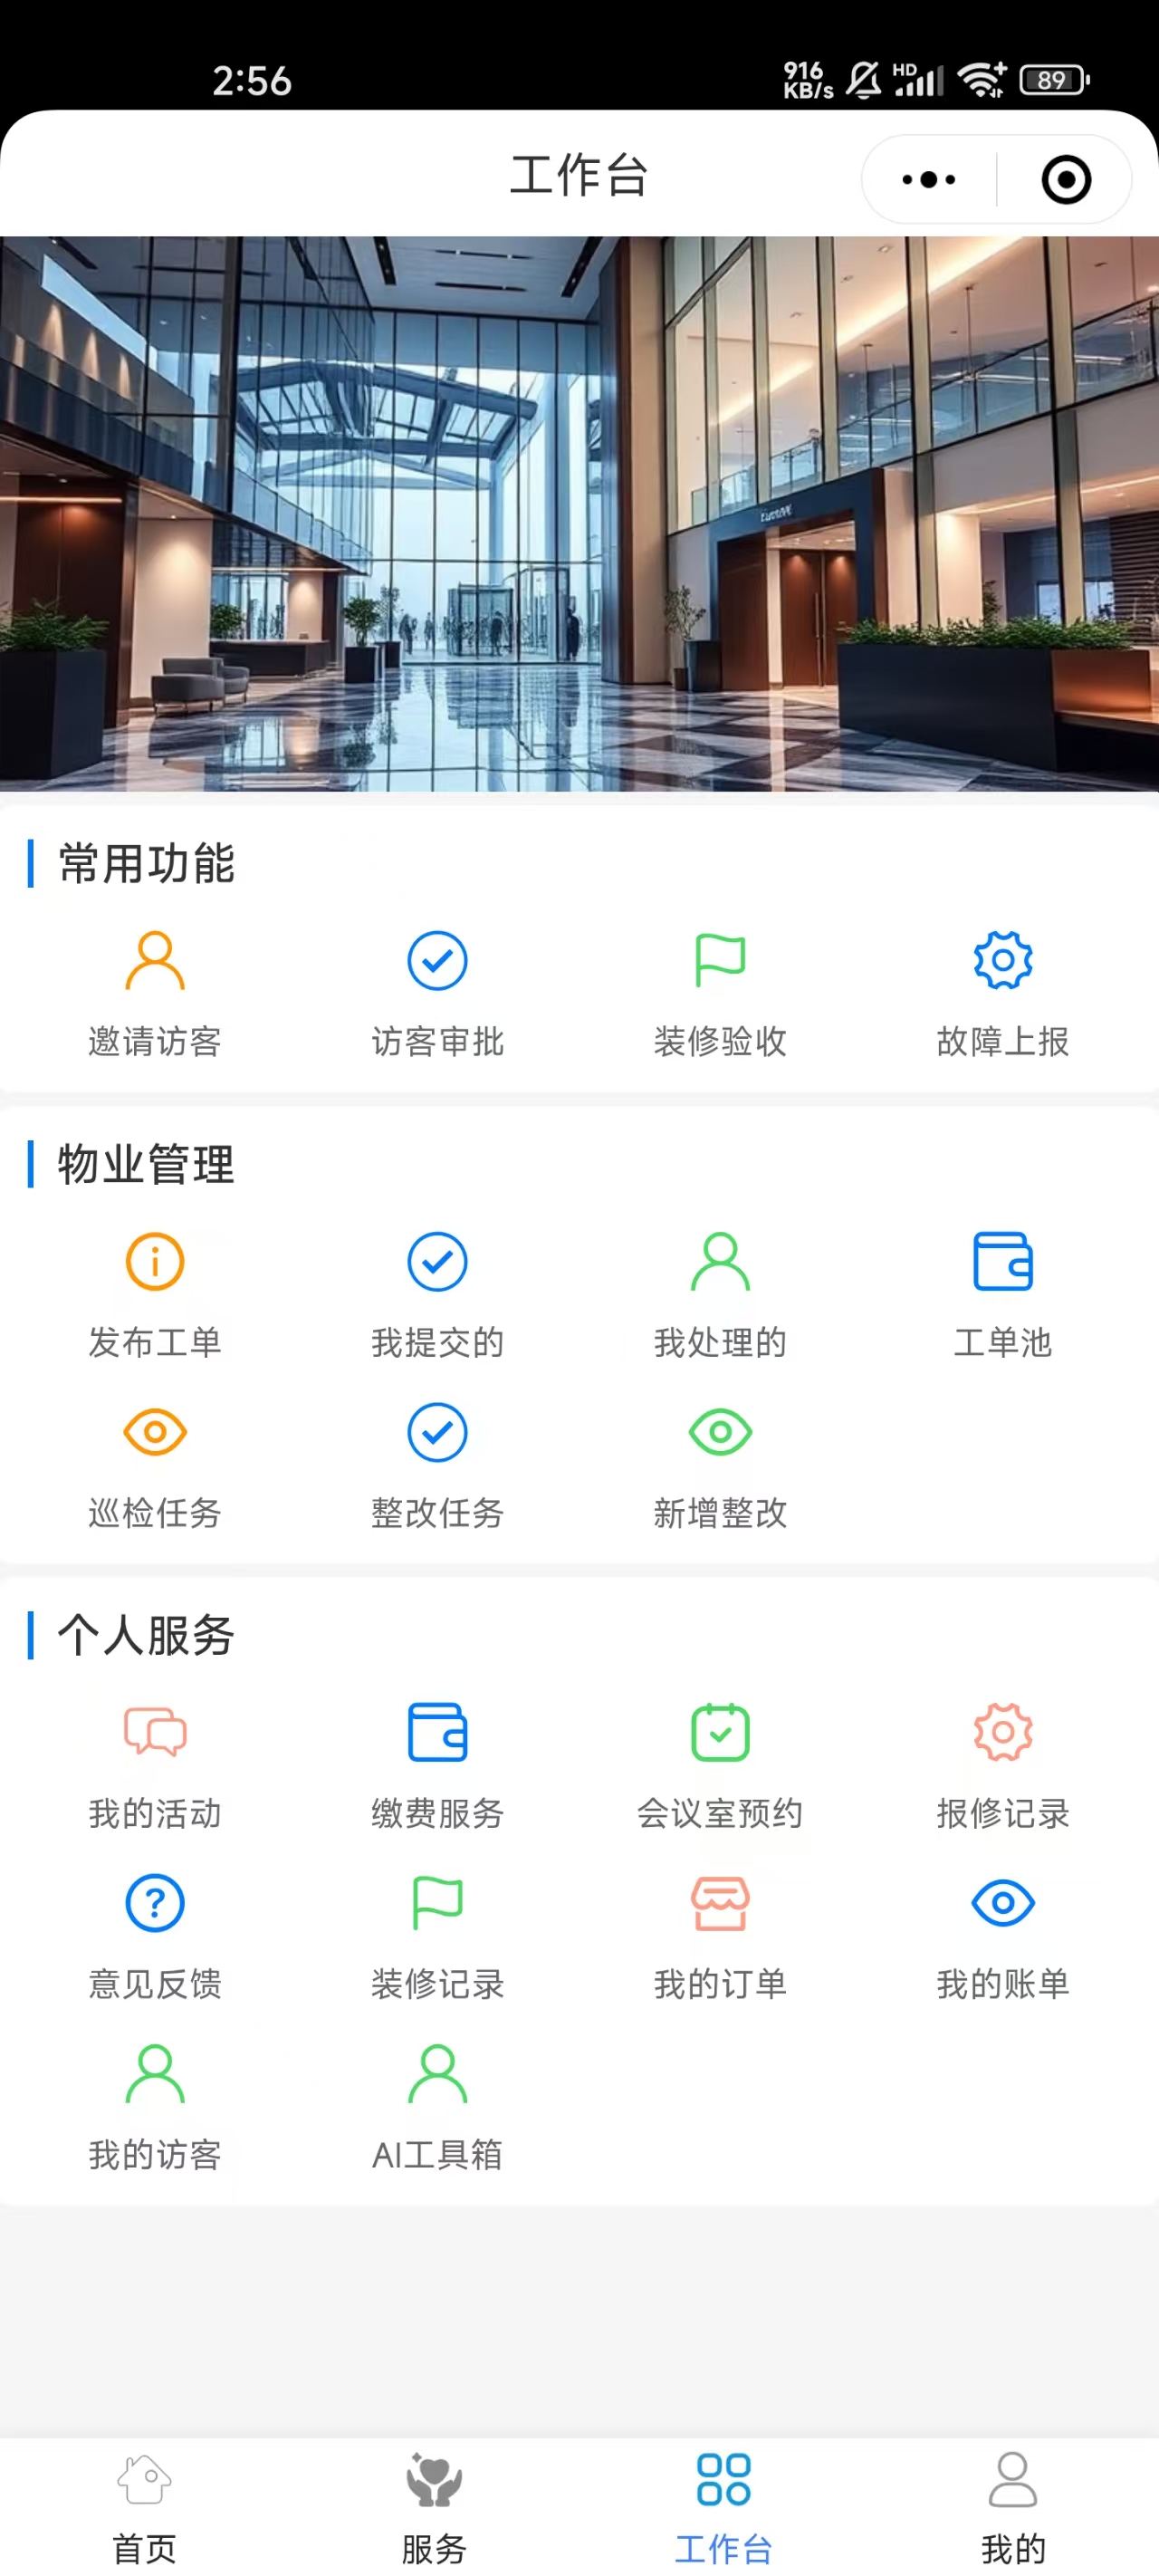 2:56
916 KB/s
HD
89
工作台
常用功能
邀请访客 访客审批 装修验收 故障上报
物业管理
发布工单 我提交的 我处理的 工单池
巡检任务 整改任务 新增整改
个人服务
我的活动 缴费服务 会议室预约 报修记录
意见反馈 装修记录 我的订单 我的账单
我的访客 AI工具箱
首页 服务 工作台 我的